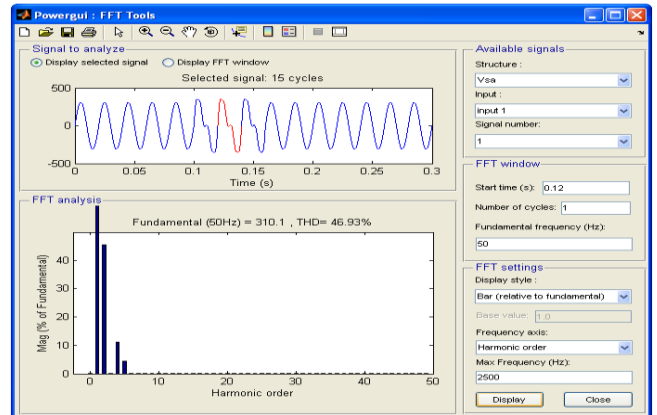 Powergui : FFT Tools
Signal to analyze
Display selected signal Display FFT window
Selected signal: 15 cycles
500
0
-500
0 0.05 0.1 0.15 0.2 0.25 0.3
Time (s)
FFT analysis
Fundamental (50Hz) = 310.1 , THD= 46.93%
40
30
20
10
0
Mag (% of Fundamental)
0 10 20 30 40 50
Harmonic order
Available signals
Structure :
Vsa
Input :
input 1
Signal number:
1
FFT window
Start time (s): 0.12
Number of cycles: 1
Fundamental frequency (Hz):
50
FFT settings
Display style :
Bar (relative to fundamental)
Base value: 1.0
Frequency axis:
Harmonic order
Max Frequency (Hz):
2500
Display Close